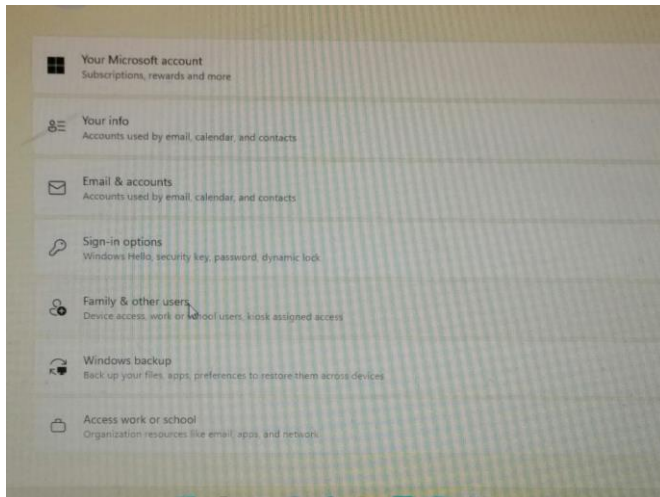 Your Microsoft account
Subscriptions, rewards and more
Your info
Accounts used by email, calendar, and contacts
Email & accounts
Accounts used by email, calendar, and contacts
Sign-in options
Windows Hello, security key, password, dynamic lock
Family & other users
Device access, work or school users, kiosk assigned access
Windows backup
Back up your files, apps, preferences to restore them across devices
Access work or school
Organization resources like email, apps, and network